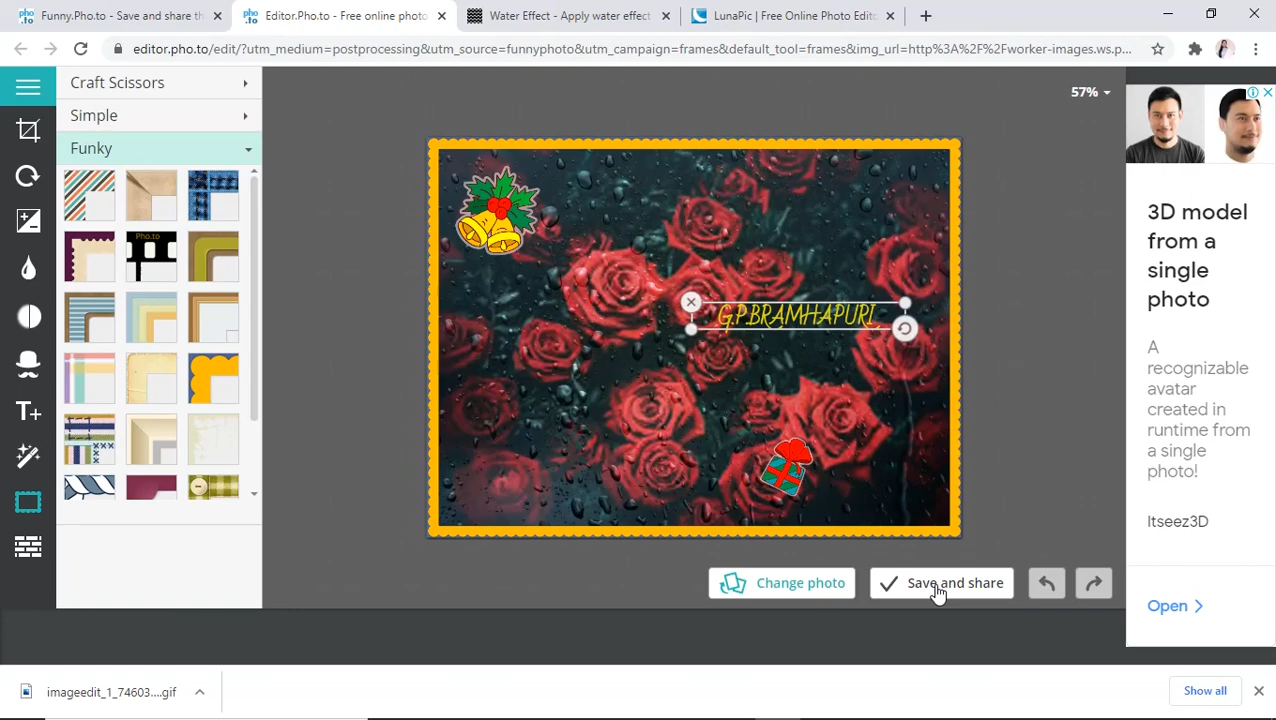 Funny.Pho.to - Save and share th
Editor.Pho.to - Free online photo
Water Effect - Apply water effect
LunaPic | Free Online Photo Edito
editor.pho.to/edit/?utm_medium=postprocessing&utm_source=funnyphoto&utm_campaign=frames&default_tool=frames&img_url=http%3A%2F%2Fworker-images.ws.p...
Craft Scissors
Simple
Funky
Pho.to
T+
57%
G.P.BRAMHAPURI,
Change photo
Save and share
3D model
from a
single
photo
A
recognizable
avatar
created in
runtime from
a single
photo!
Itseez3D
Open
imageedit_1_74603....gif
Show all